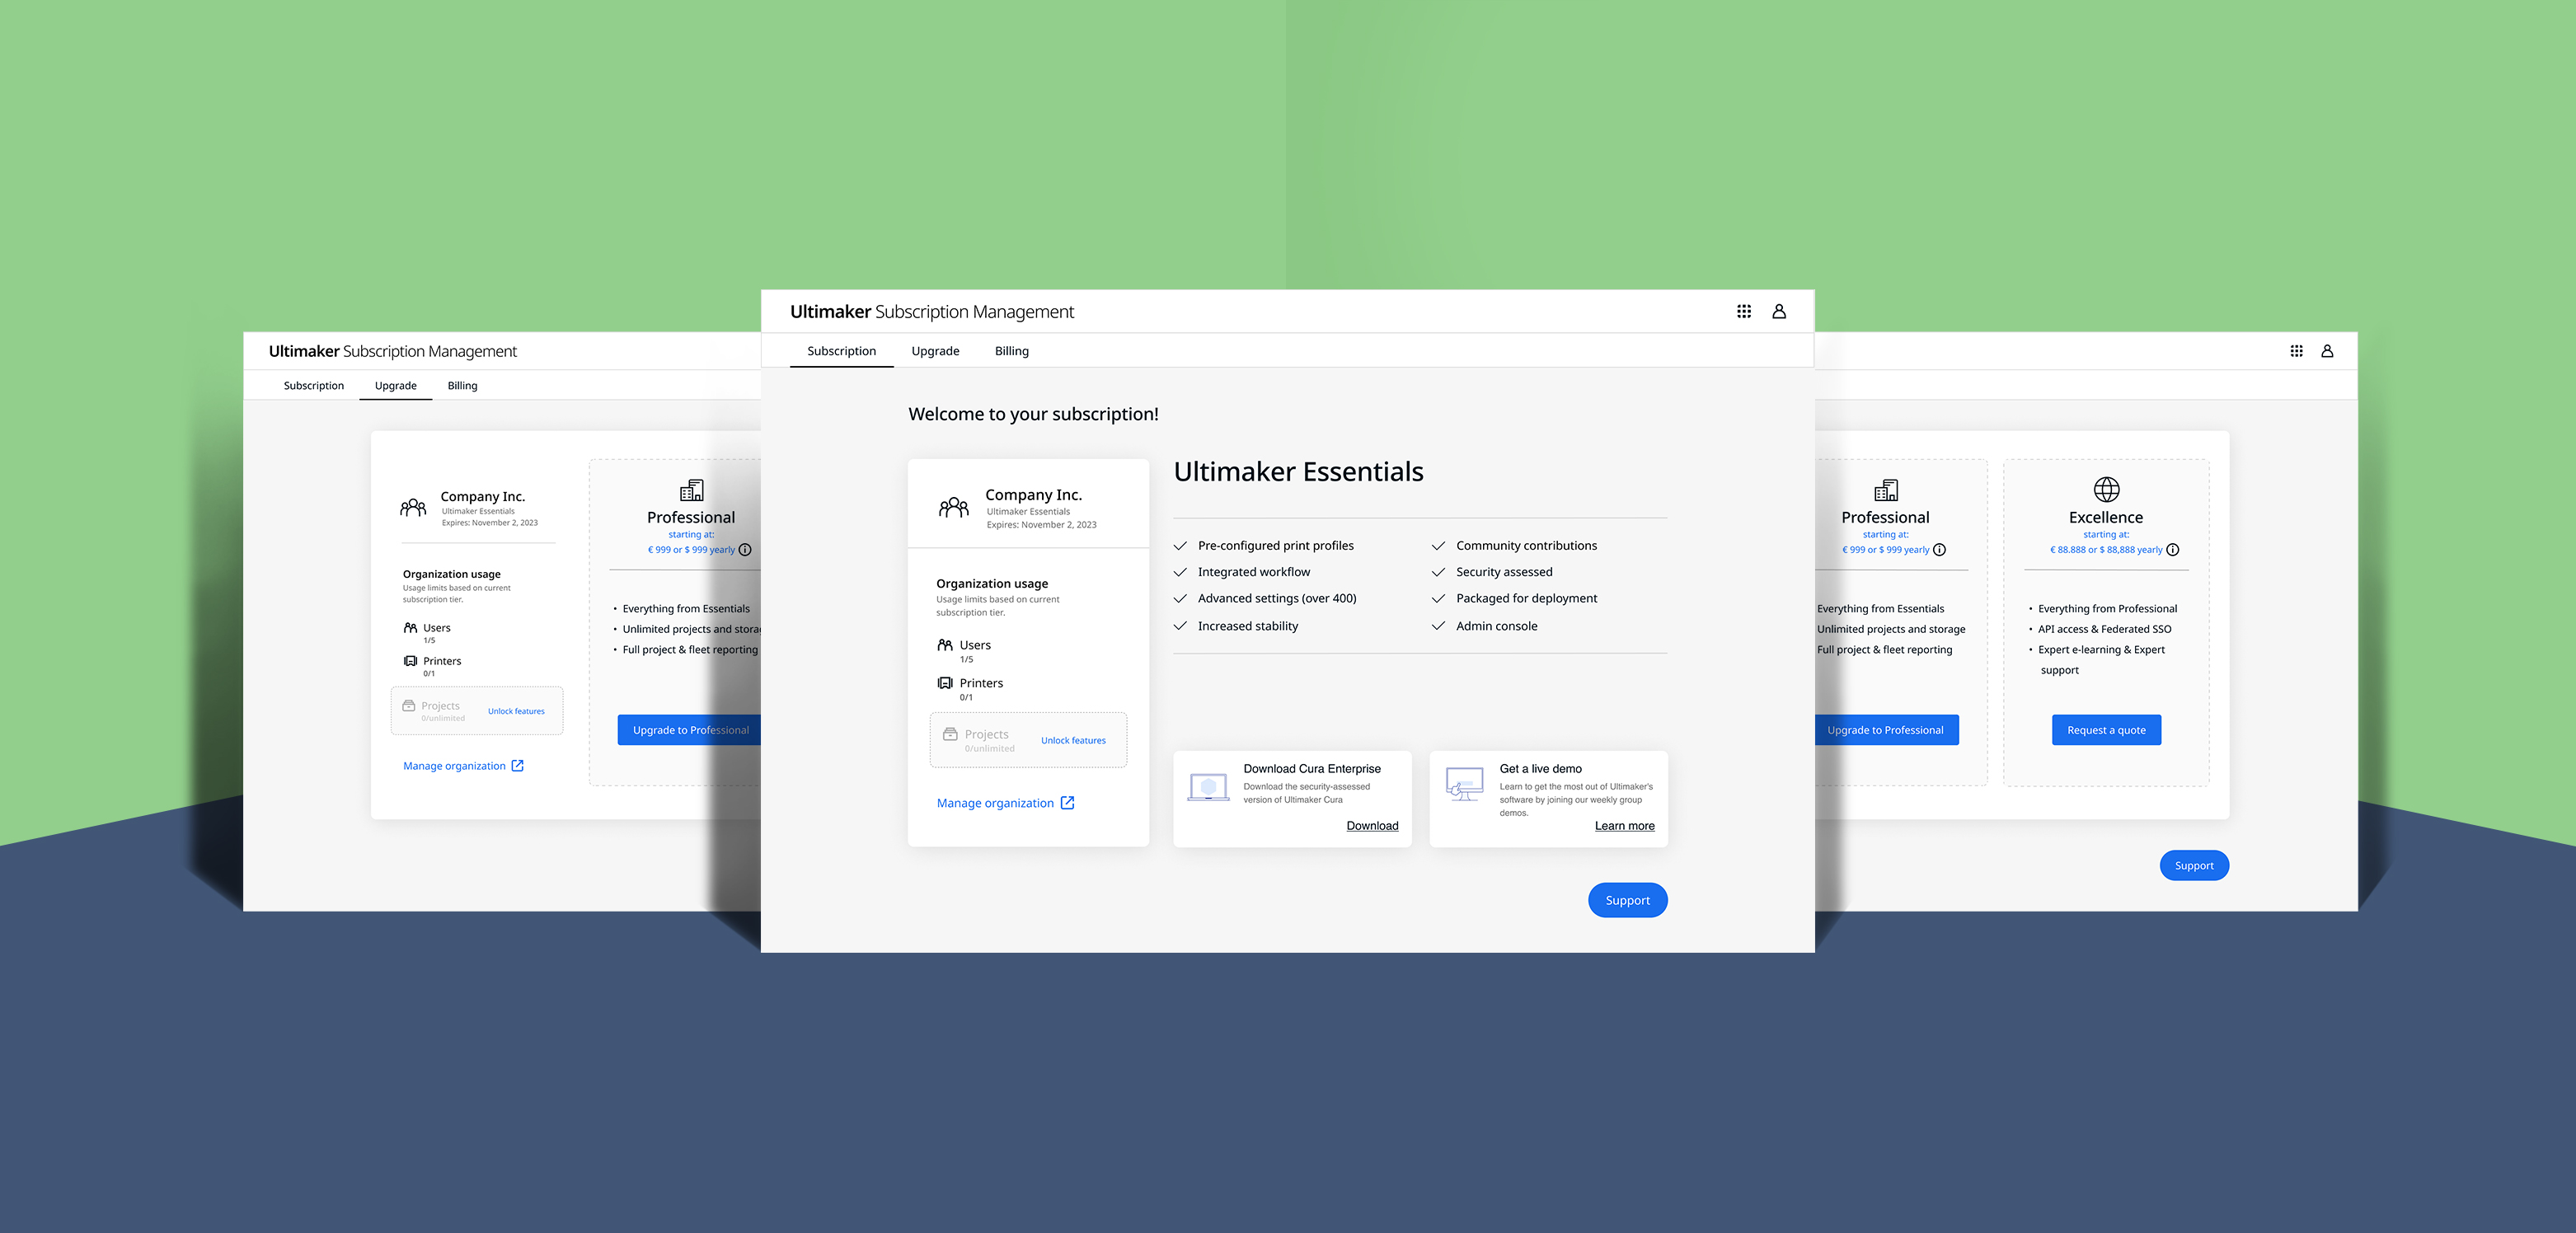 Ultimaker Subscription Management
Subscription Upgrade Billing
Company Inc.
Ultimaker Essentials
Expires: November 2, 2023
Organization usage
Usage limits based on current
subscription tier.
Users
1/5
Printers
0/1
Projects
0/unlimited
Unlock features
Manage organization
Professional
starting at:
€ 999 or $ 999 yearly
• Everything from Essentials
• Unlimited projects and stora
• Full project & fleet reporting
Upgrade to Professional
Ultimaker Subscription Management
Subscription Upgrade Billing
Welcome to your subscription!
Company Inc.
Ultimaker Essentials
Expires: November 2, 2023
Organization usage
Usage limits based on current
subscription tier.
Users
1/5
Printers
0/1
Projects
0/unlimited
Unlock features
Manage organization
Ultimaker Essentials
Pre-configured print profiles
Integrated workflow
Advanced settings (over 400)
Increased stability
Community contributions
Security assessed
Packaged for deployment
Admin console
Download Cura Enterprise
Download the security-assessed
version of Ultimaker Cura
Download
Get a live demo
Learn to get the most out of Ultimaker's
software by joining our weekly group
demos.
Learn more
Support
Professional
starting at:
€ 999 or $ 999 yearly
Everything from Essentials
Unlimited projects and storage
Full project & fleet reporting
Upgrade to Professional
Excellence
starting at:
€ 88.888 or $ 88,888 yearly
• Everything from Professional
• API access & Federated SSO
• Expert e-learning & Expert
support
Request a quote
Support